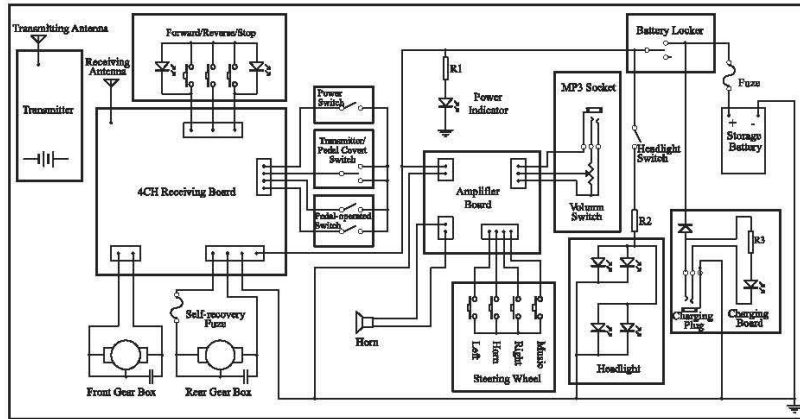 Transmitting Antenna
Transmitter
Receiving
Antenna
Forward/Reverse/Stop
4CH Receiving Board
Power
Switch
Transmitter/
Pedal Covert
Switch
Pedal-operated
Switch
R1
Power
Indicator
Amplifier
Board
MP3 Socket
Volumn
Switch
Battery Locker
Headlight
Switch
R2
Fuze
+ -
Storage
Battery
R3
Charging
Plug
Charging
Board
Self-recovery
Fuze
Front Gear Box
Rear Gear Box
Horn
Left
Horn
Right
Music
Steering Wheel
Headlight